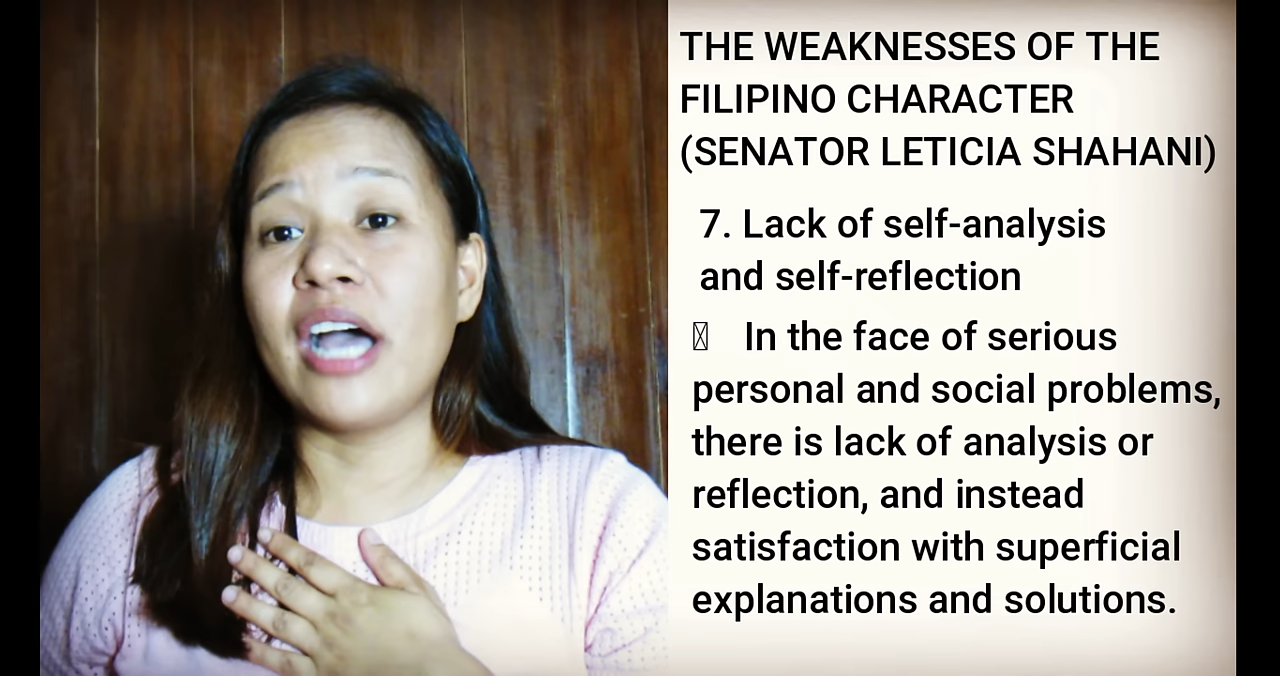 THE WEAKNESSES OF THE
FILIPINO CHARACTER
(SENATOR LETICIA SHAHANI)
7. Lack of self-analysis
and self-reflection
In the face of serious
personal and social problems,
there is lack of analysis or
reflection, and instead
satisfaction with superficial
explanations and solutions.